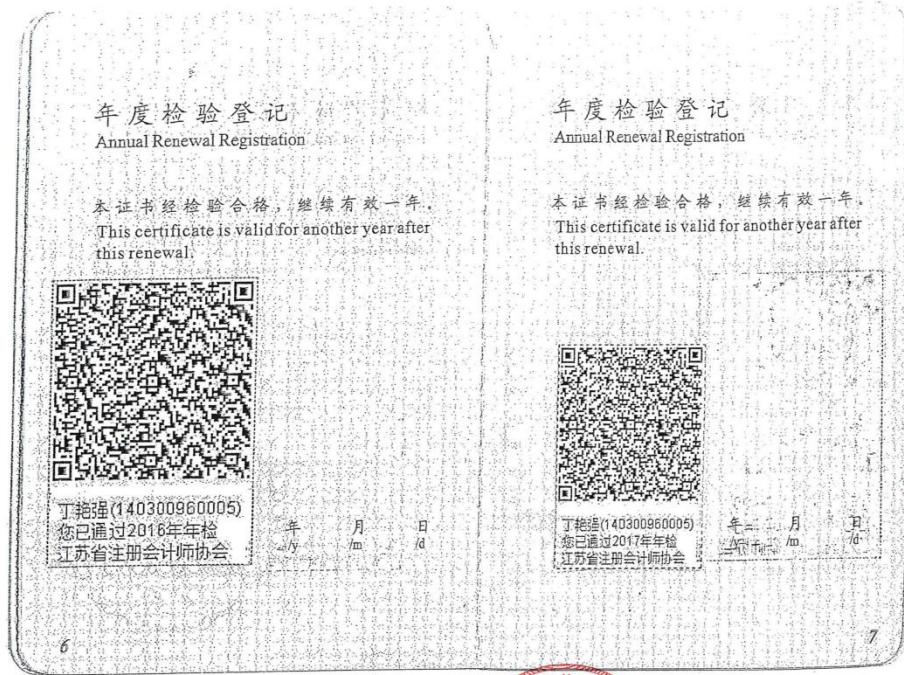 年度检验登记
Annual Renewal Registration
本证书经检验合格，继续有效一年。
This certificate is valid for another year after
this renewal.
丁艳强(140300960005)
您已通过2016年年检
江苏省注册会计师协会
年 月 日
/y /m /d
6
年度检验登记
Annual Renewal Registration
本证书经检验合格，继续有效一年。
This certificate is valid for another year after
this renewal.
丁艳强(140300960005)
您已通过2017年年检
江苏省注册会计师协会
年 月 日
/y /m /d
7